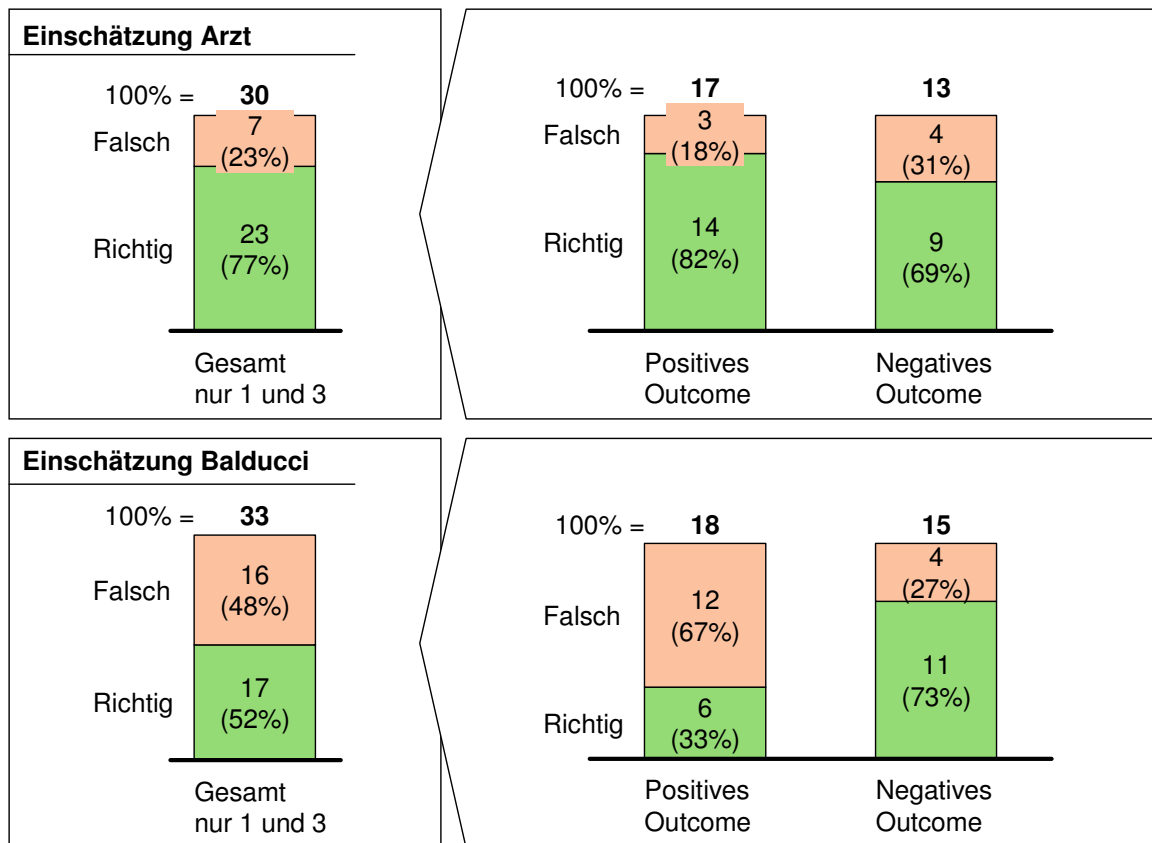 Einschätzung Arzt
100% = 30
Falsch 7
(23%)
Richtig 23
(77%)
Gesamt
nur 1 und 3
100% = 17 13
Falsch 3 4
(18%) (31%)
Richtig 14 9
(82%) (69%)
Positives Negatives
Outcome Outcome
Einschätzung Balducci
100% = 33
Falsch 16
(48%)
Richtig 17
(52%)
Gesamt
nur 1 und 3
100% = 18 15
4
(27%)
Falsch 12
(67%)
11
(73%)
Richtig 6
(33%)
Positives Negatives
Outcome Outcome